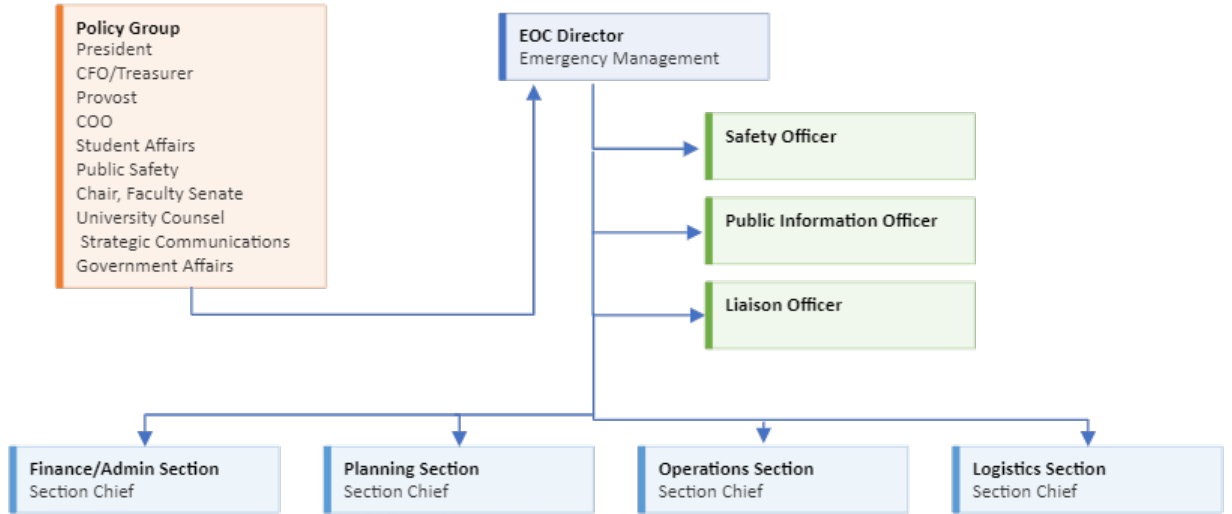 Policy Group
President
CFO/Treasurer
Provost
COO
Student Affairs
Public Safety
Chair, Faculty Senate
University Counsel
Strategic Communications
Government Affairs
EOC Director
Emergency Management
Safety Officer
Public Information Officer
Liaison Officer
Finance/Admin Section
Section Chief
Planning Section
Section Chief
Operations Section
Section Chief
Logistics Section
Section Chief